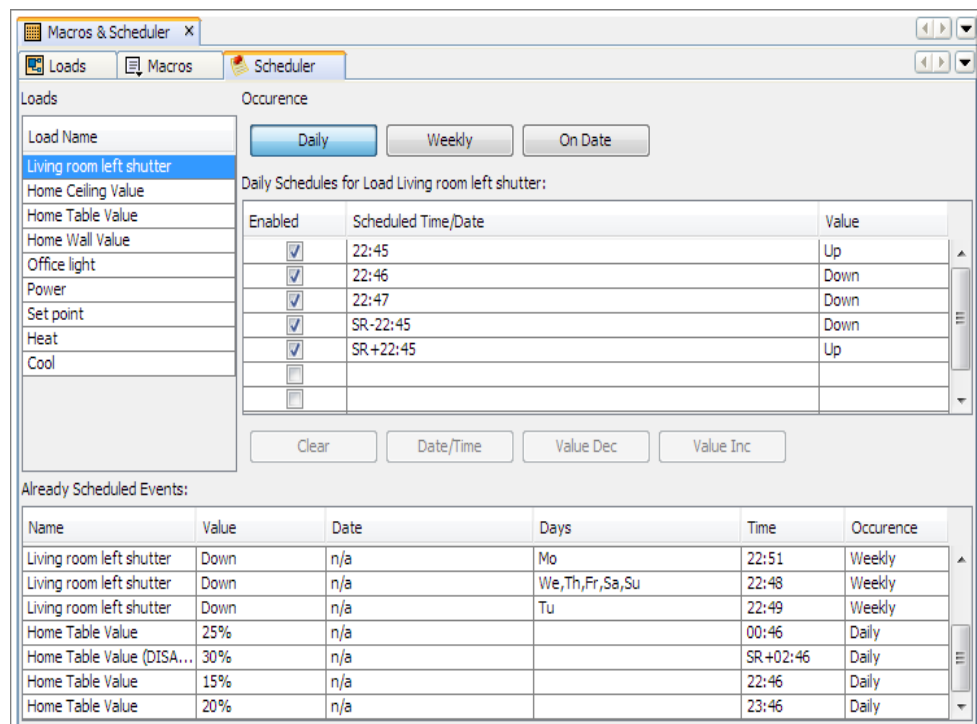 Macros & Scheduler
Loads Macros Scheduler
Loads Occurence
Load Name
Daily Weekly On Date
Living room left shutter
Home Ceiling Value
Home Table Value
Home Wall Value
Office light
Power
Set point
Heat
Cool
Daily Schedules for Load Living room left shutter:
Enabled Scheduled Time/Date Value
22:45 Up
22:46 Down
22:47 Down
SR-22:45 Down
SR+22:45 Up
Clear Date/Time Value Dec Value Inc
Already Scheduled Events:
Name Value Date Days Time Occurence
Living room left shutter Down n/a Mo 22:51 Weekly
Living room left shutter Down n/a We,Th,Fr,Sa,Su 22:48 Weekly
Living room left shutter Down n/a Tu 22:49 Weekly
Home Table Value 25% n/a 00:46 Daily
Home Table Value (DISA... 30% n/a SR+02:46 Daily
Home Table Value 15% n/a 22:46 Daily
Home Table Value 20% n/a 23:46 Daily